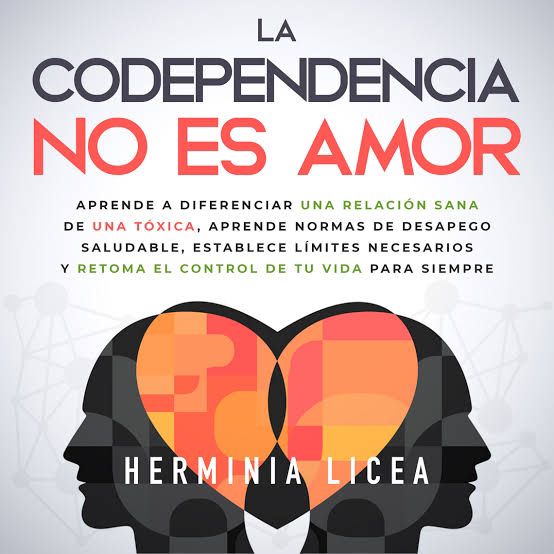 LA
CODEPENDENCIA
NO ES AMOR
APRENDE A DIFERENCIAR UNA RELACIÓN SANA
DE UNA TÓXICA, APRENDE NORMAS DE DESAPEGO
SALUDABLE, ESTABLECE LÍMITES NECESARIOS
Y RETOMA EL CONTROL DE TU VIDA PARA SIEMPRE
HERMINIA LICEA